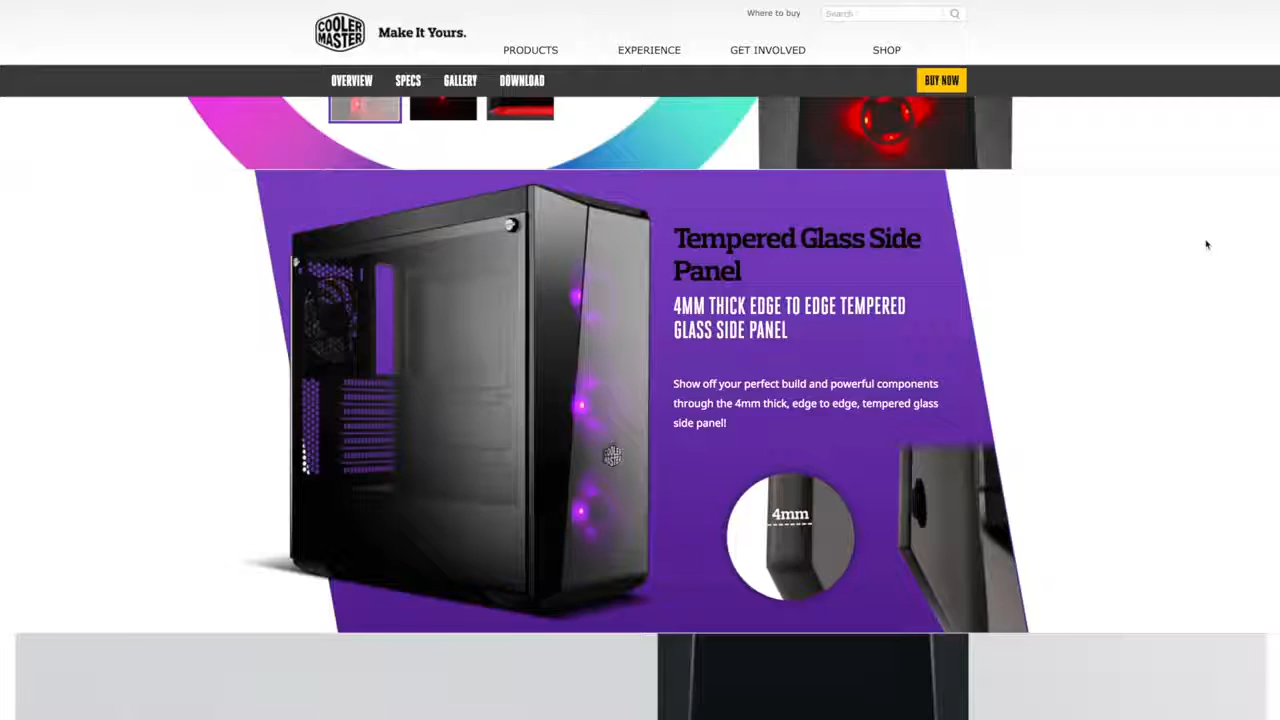 Where to buy
Search
COOLER
MASTER
Make It Yours.
PRODUCTS
EXPERIENCE
GET INVOLVED
SHOP
OVERVIEW
SPECS
GALLERY
DOWNLOAD
BUY NOW
Tempered Glass Side
Panel
4MM THICK EDGE TO EDGE TEMPERED
GLASS SIDE PANEL
Show off your perfect build and powerful components
through the 4mm thick, edge to edge, tempered glass
side panel!
COOLER
MASTER
4mm